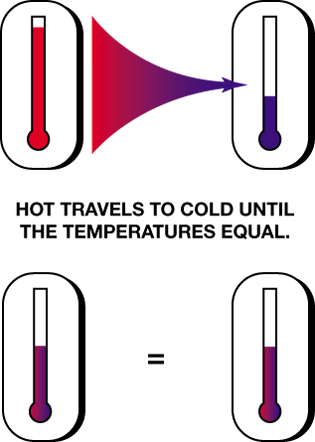 HOT TRAVELS TO COLD UNTIL
THE TEMPERATURES EQUAL.
=